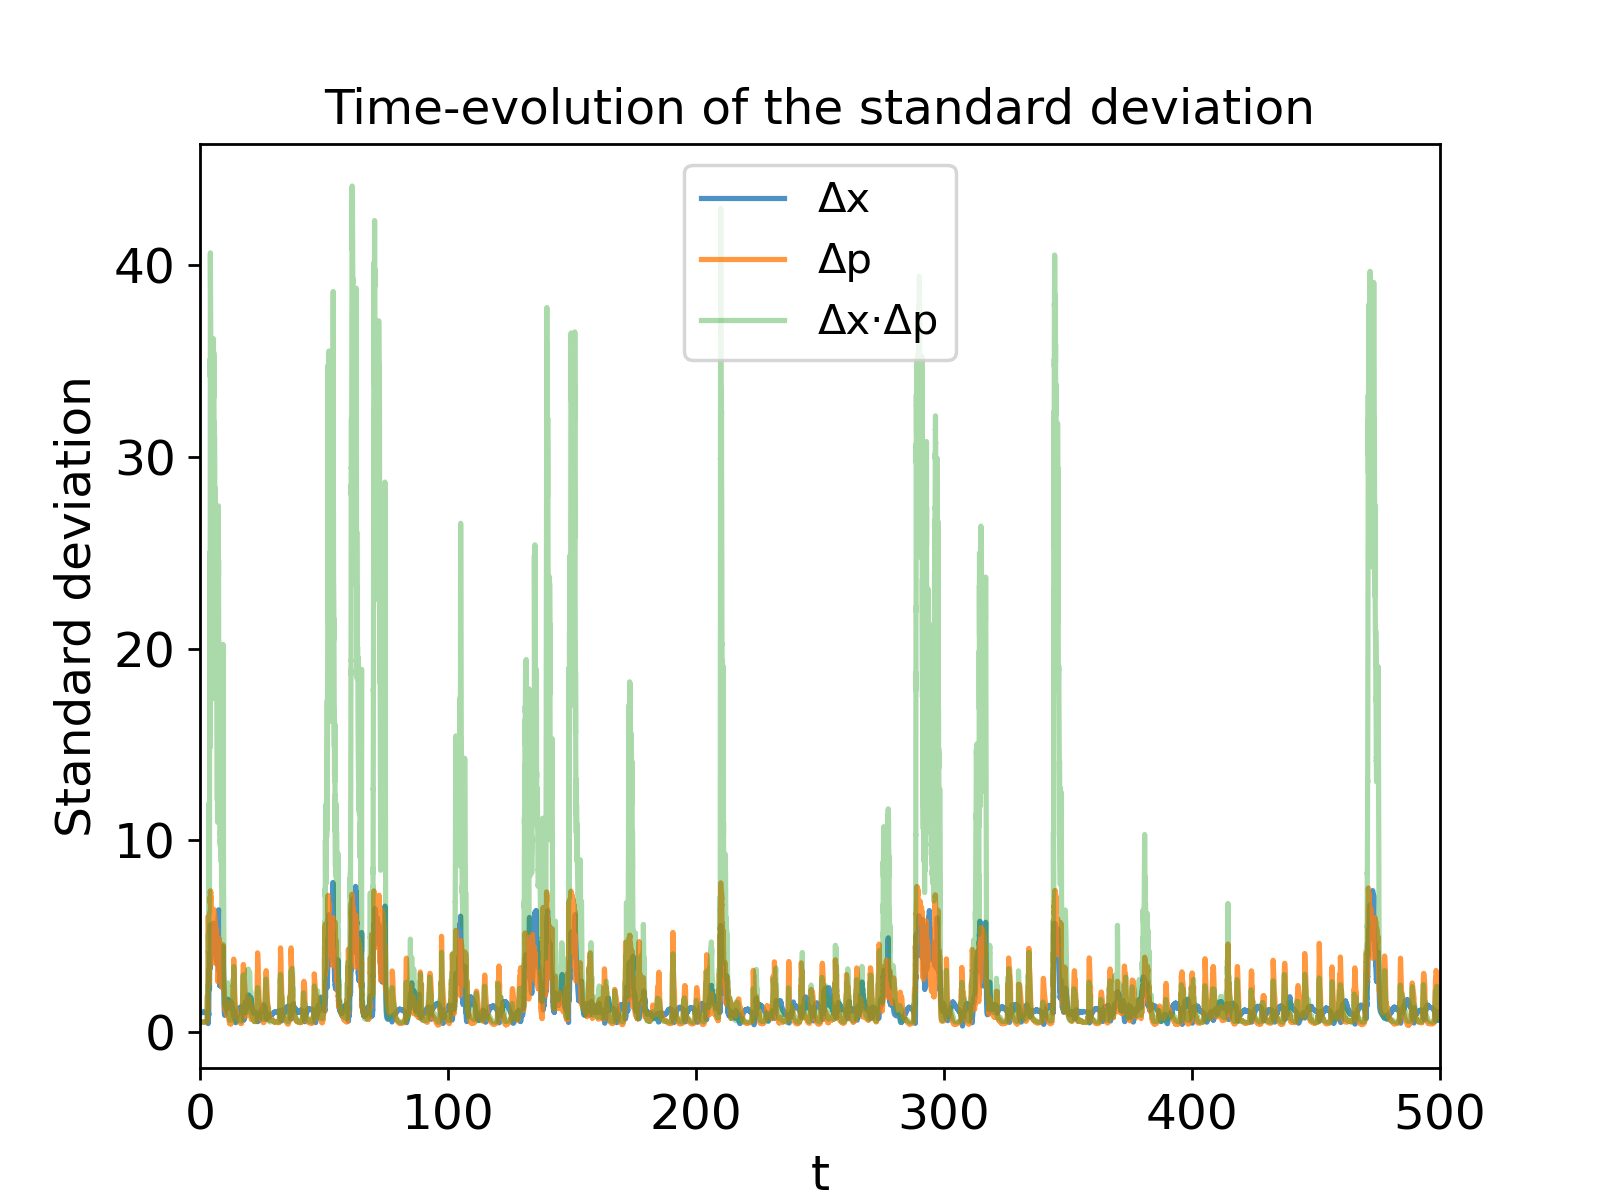 Time-evolution of the standard deviation
Δx
Δp
Δx·Δp
Standard deviation
40
30
20
10
0
0 100 200 300 400 500
t